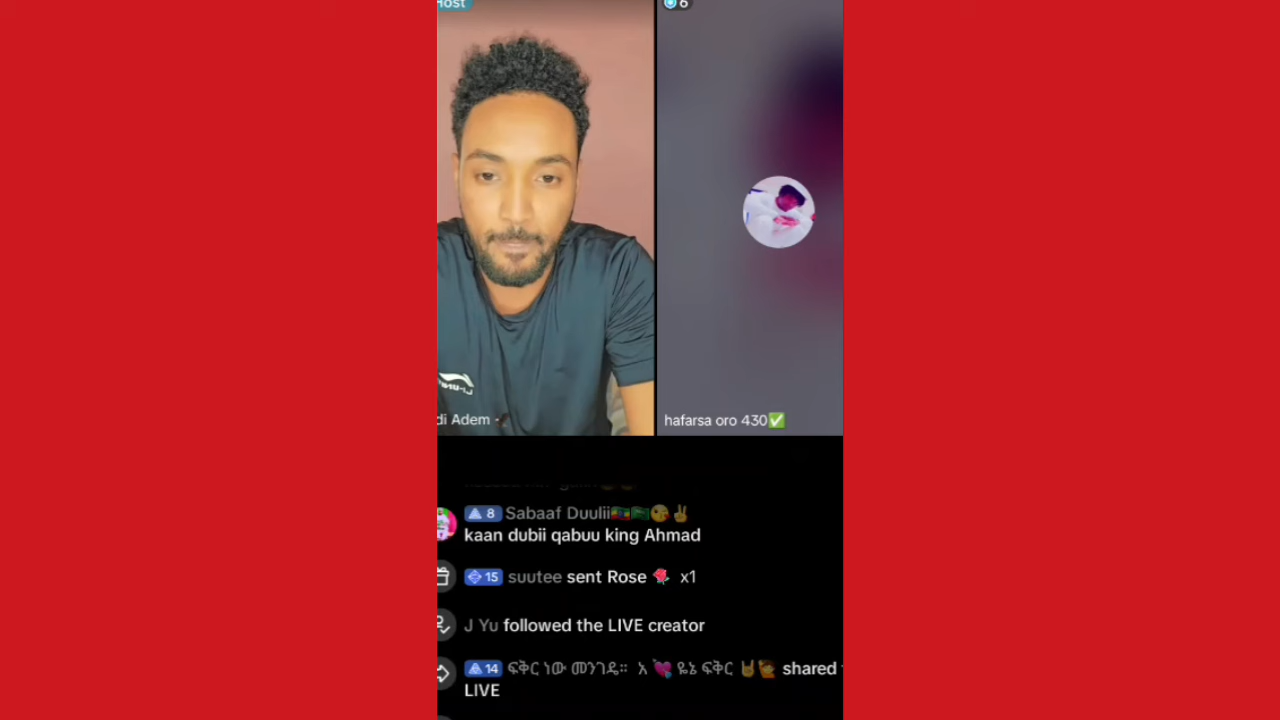 Host
6
di Adem
hafarsa oro 430✅
8 Sabaaf Duulii
kaan dubii qabuu king Ahmad
15 suutee sent Rose 🌹 x1
J Yu followed the LIVE creator
14 ፍቅር ነው መንገዴ። አ 💘 ዬኔ ፍቅር 🤘🙋 shared
LIVE